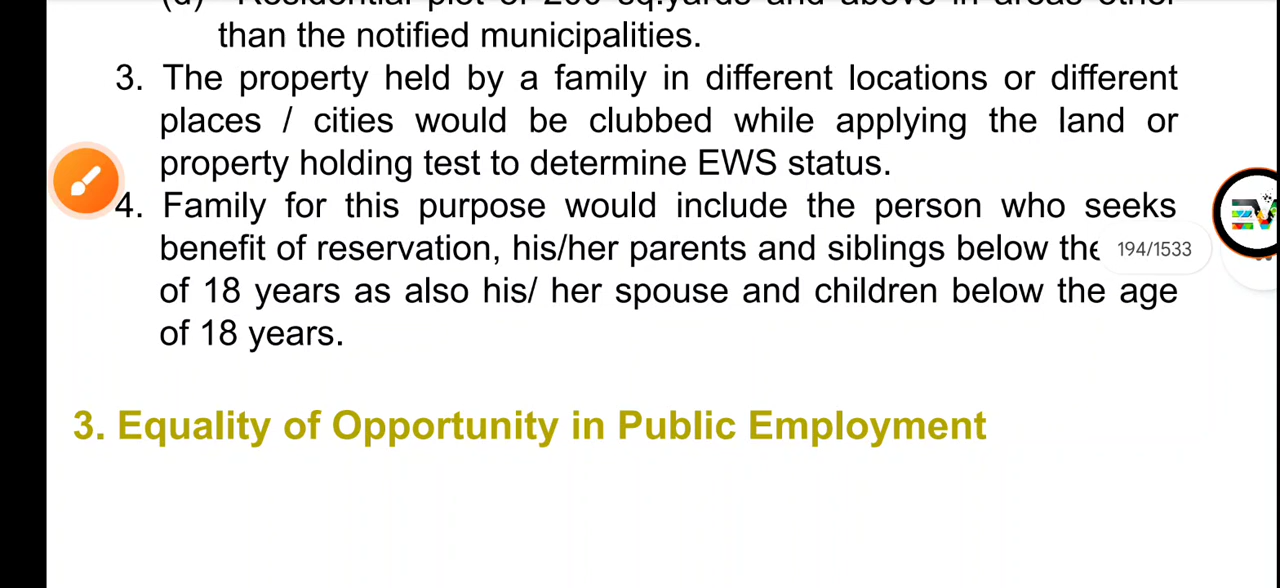 than the notified municipalities.
3. The property held by a family in different locations or different
places / cities would be clubbed while applying the land or
property holding test to determine EWS status.
4. Family for this purpose would include the person who seeks
benefit of reservation, his/her parents and siblings below the
194/1533
of 18 years as also his/ her spouse and children below the age
of 18 years.
3. Equality of Opportunity in Public Employment